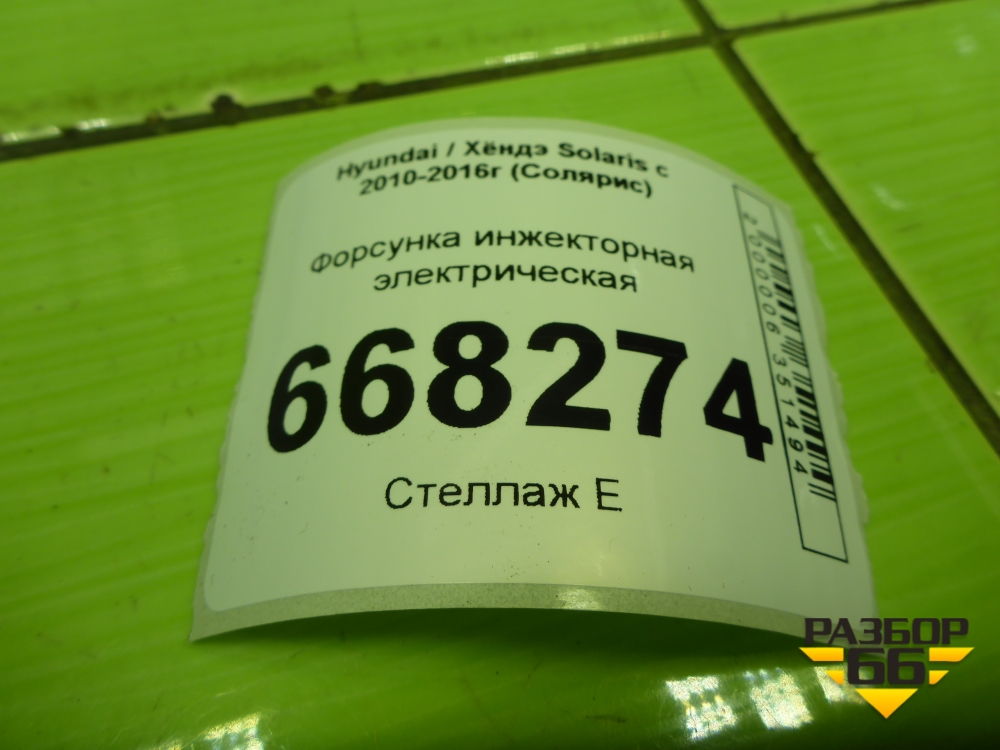 Hyundai / Хёндэ Solaris с
2010-2016г (Солярис)
Форсунка инжекторная
электрическая
668274
Стеллаж Е
2000006351494
РАЗБОР
66